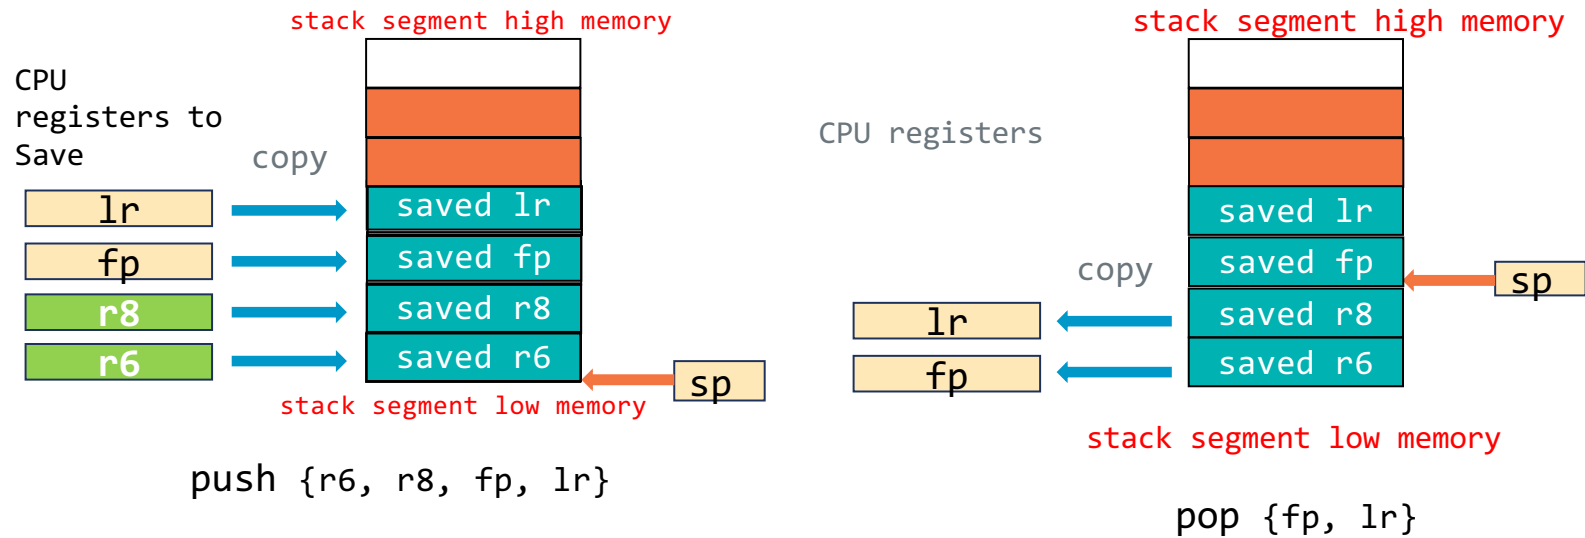 stack segment high memory
CPU
registers to
Save
copy
lr
fp
r8
r6
saved lr
saved fp
saved r8
saved r6
sp
stack segment low memory
push {r6, r8, fp, lr}
stack segment high memory
CPU registers
saved lr
saved fp
saved r8
saved r6
sp
copy
lr
fp
stack segment low memory
pop {fp, lr}